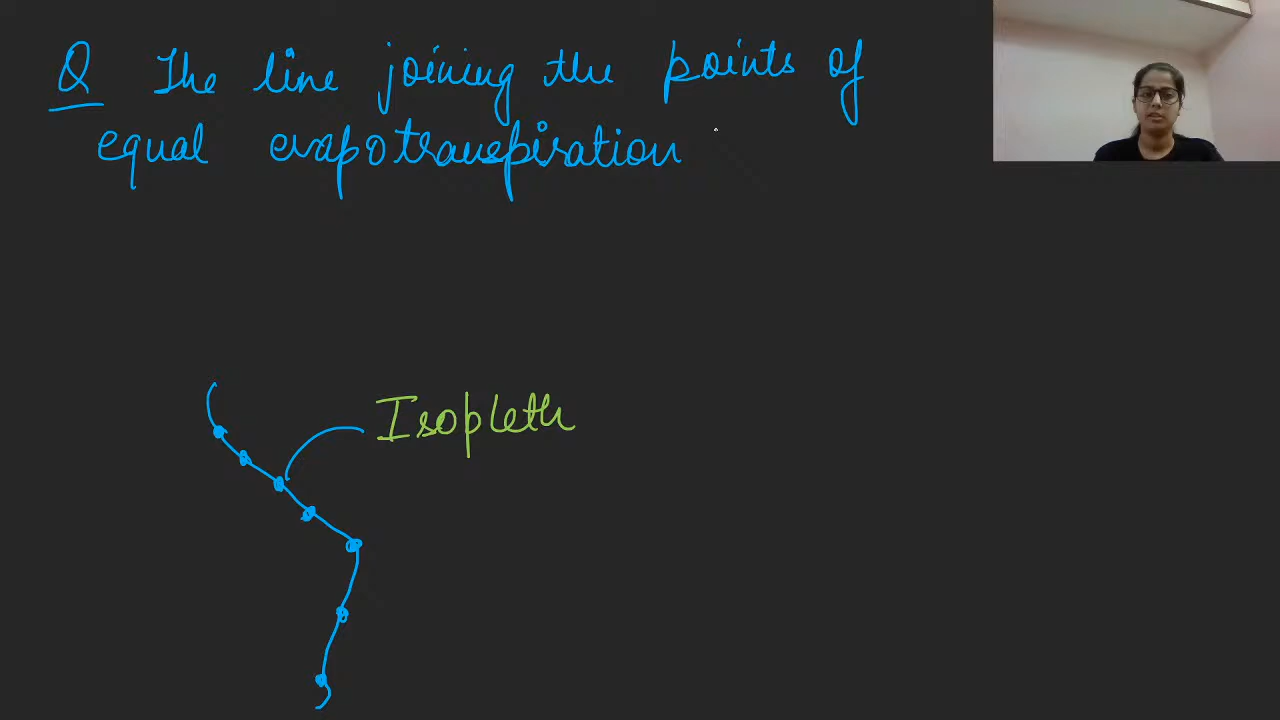 Q The line joining the points of
equal evapotranspiration
Isopleth